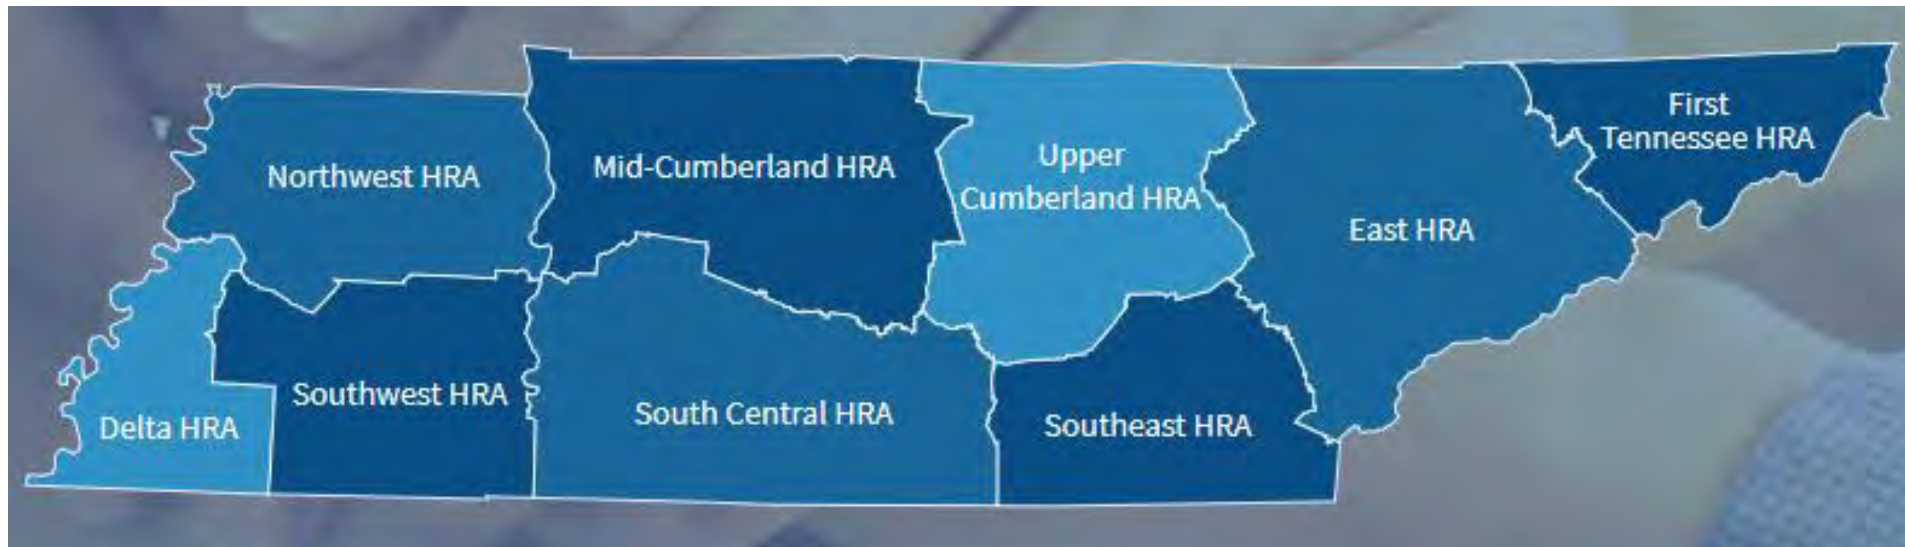 First
Tennessee HRA
Upper
Cumberland HRA
Mid-Cumberland HRA
Northwest HRA
East HRA
Southwest HRA
South Central HRA
Southeast HRA
Delta HRA